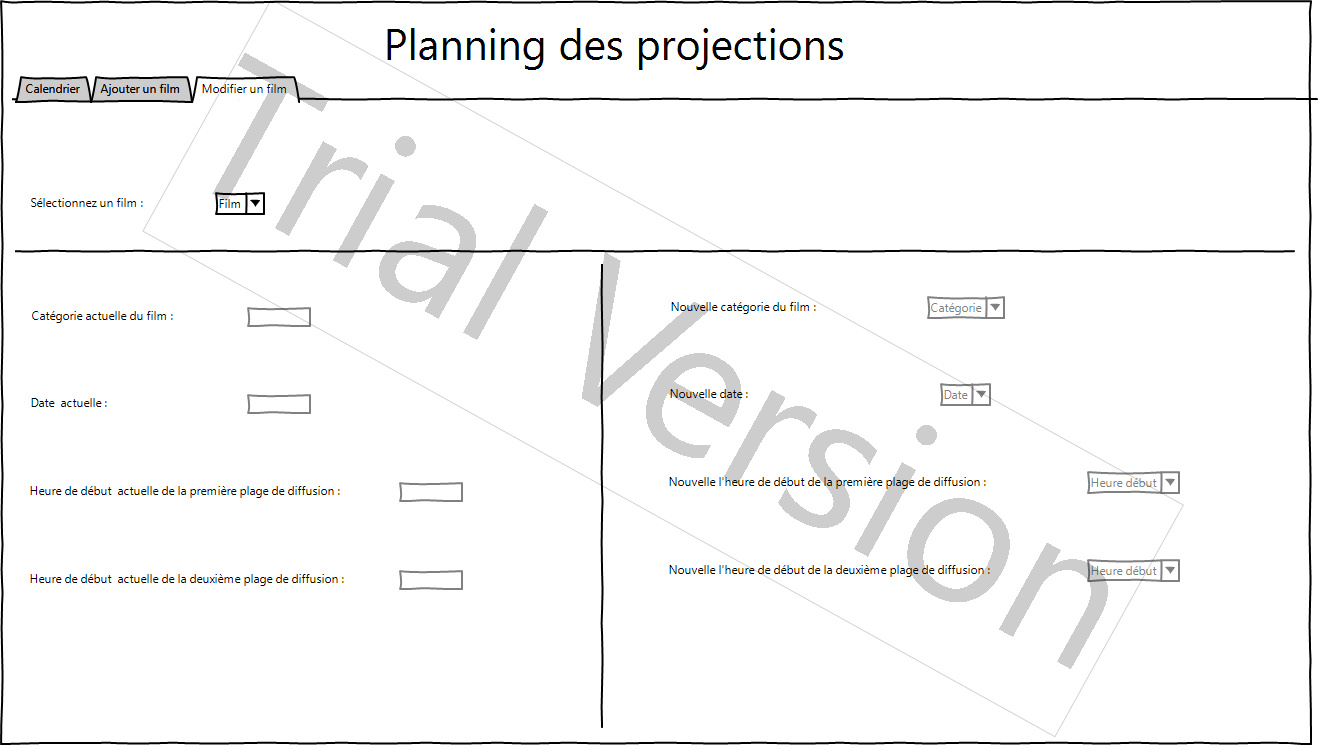 Planning des projections
Calendrier
Ajouter un film
Modifier un film
Sélectionnez un film :
Film
Catégorie actuelle du film :
Date actuelle :
Heure de début actuelle de la première plage de diffusion :
Heure de début actuelle de la deuxième plage de diffusion :
Nouvelle catégorie du film :
Catégorie
Nouvelle date :
Date
Nouvelle l'heure de début de la première plage de diffusion :
Heure début
Nouvelle l'heure de début de la deuxième plage de diffusion :
Heure début
Trial Version